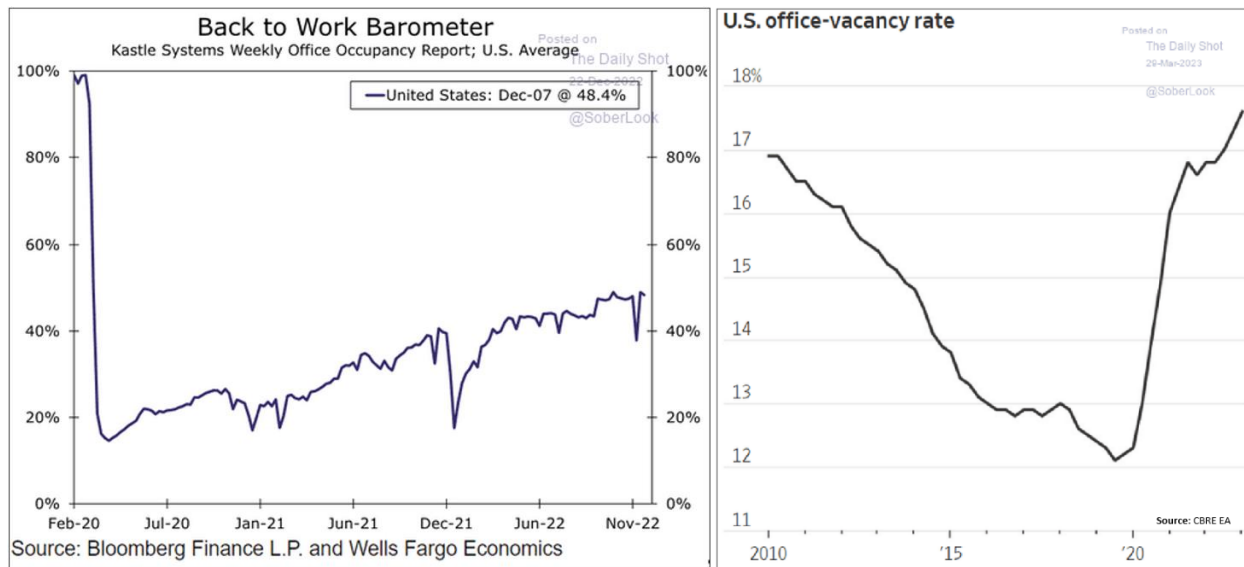 Back to Work Barometer
Kastle Systems Weekly Office Occupancy Report; U.S. Average
Posted on
The Daily Shot
22-Dec-2022
@SoberLook
United States: Dec-07 @ 48.4%
100%
80%
60%
40%
20%
0%
100%
80%
60%
40%
20%
0%
Feb-20 Jul-20 Jan-21 Jun-21 Dec-21 Jun-22 Nov-22
Source: Bloomberg Finance L.P. and Wells Fargo Economics
U.S. office-vacancy rate
Posted on
The Daily Shot
29-Mar-2023
@SoberLook
18%
17
16
15
14
13
12
11
Source: CBRE EA
2010 '15 '20